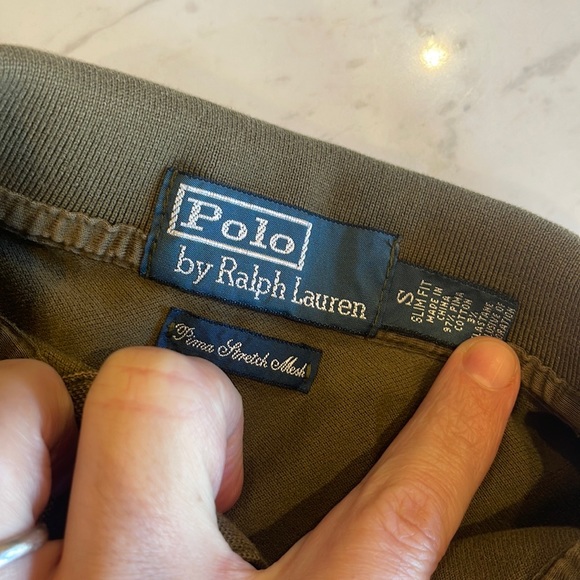 Polo
by Ralph Lauren
S
SLIM FIT
MADE IN
CHINA
97% PIMA
COTTON
3%
ELASTANE
Pima Stretch Mesh